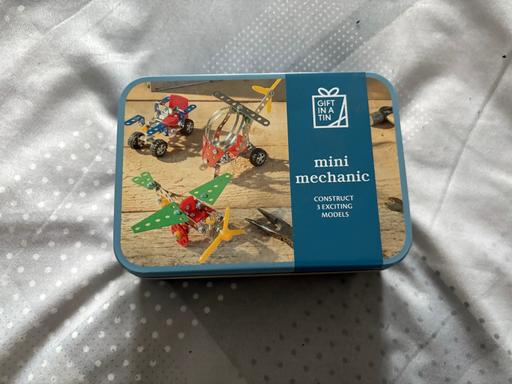 GIFT
IN A
TIN
mini
mechanic
CONSTRUCT
3 EXCITING
MODELS